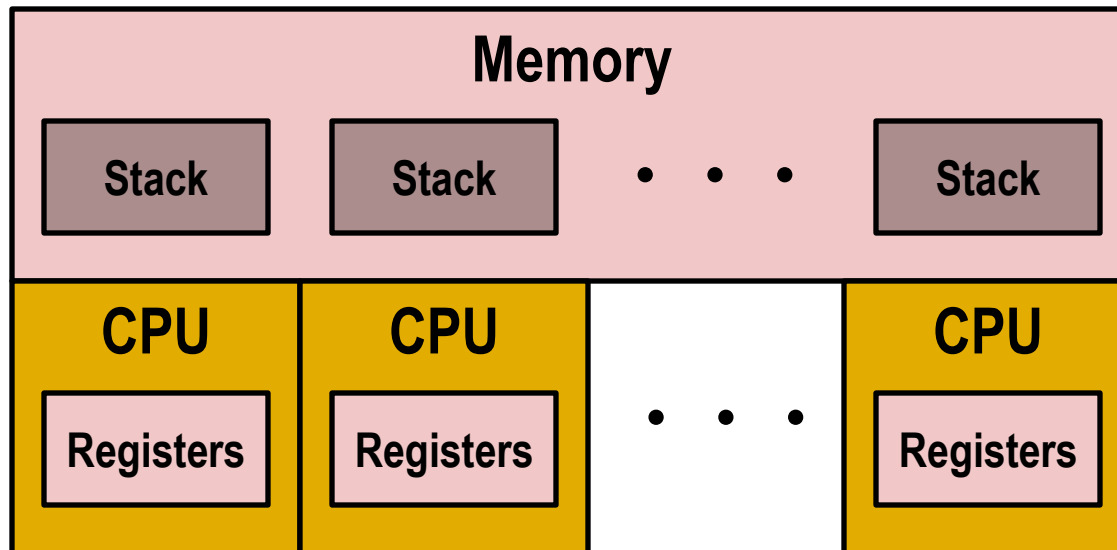 Memory
Stack Stack • • • Stack
CPU CPU CPU
Registers Registers • • • Registers